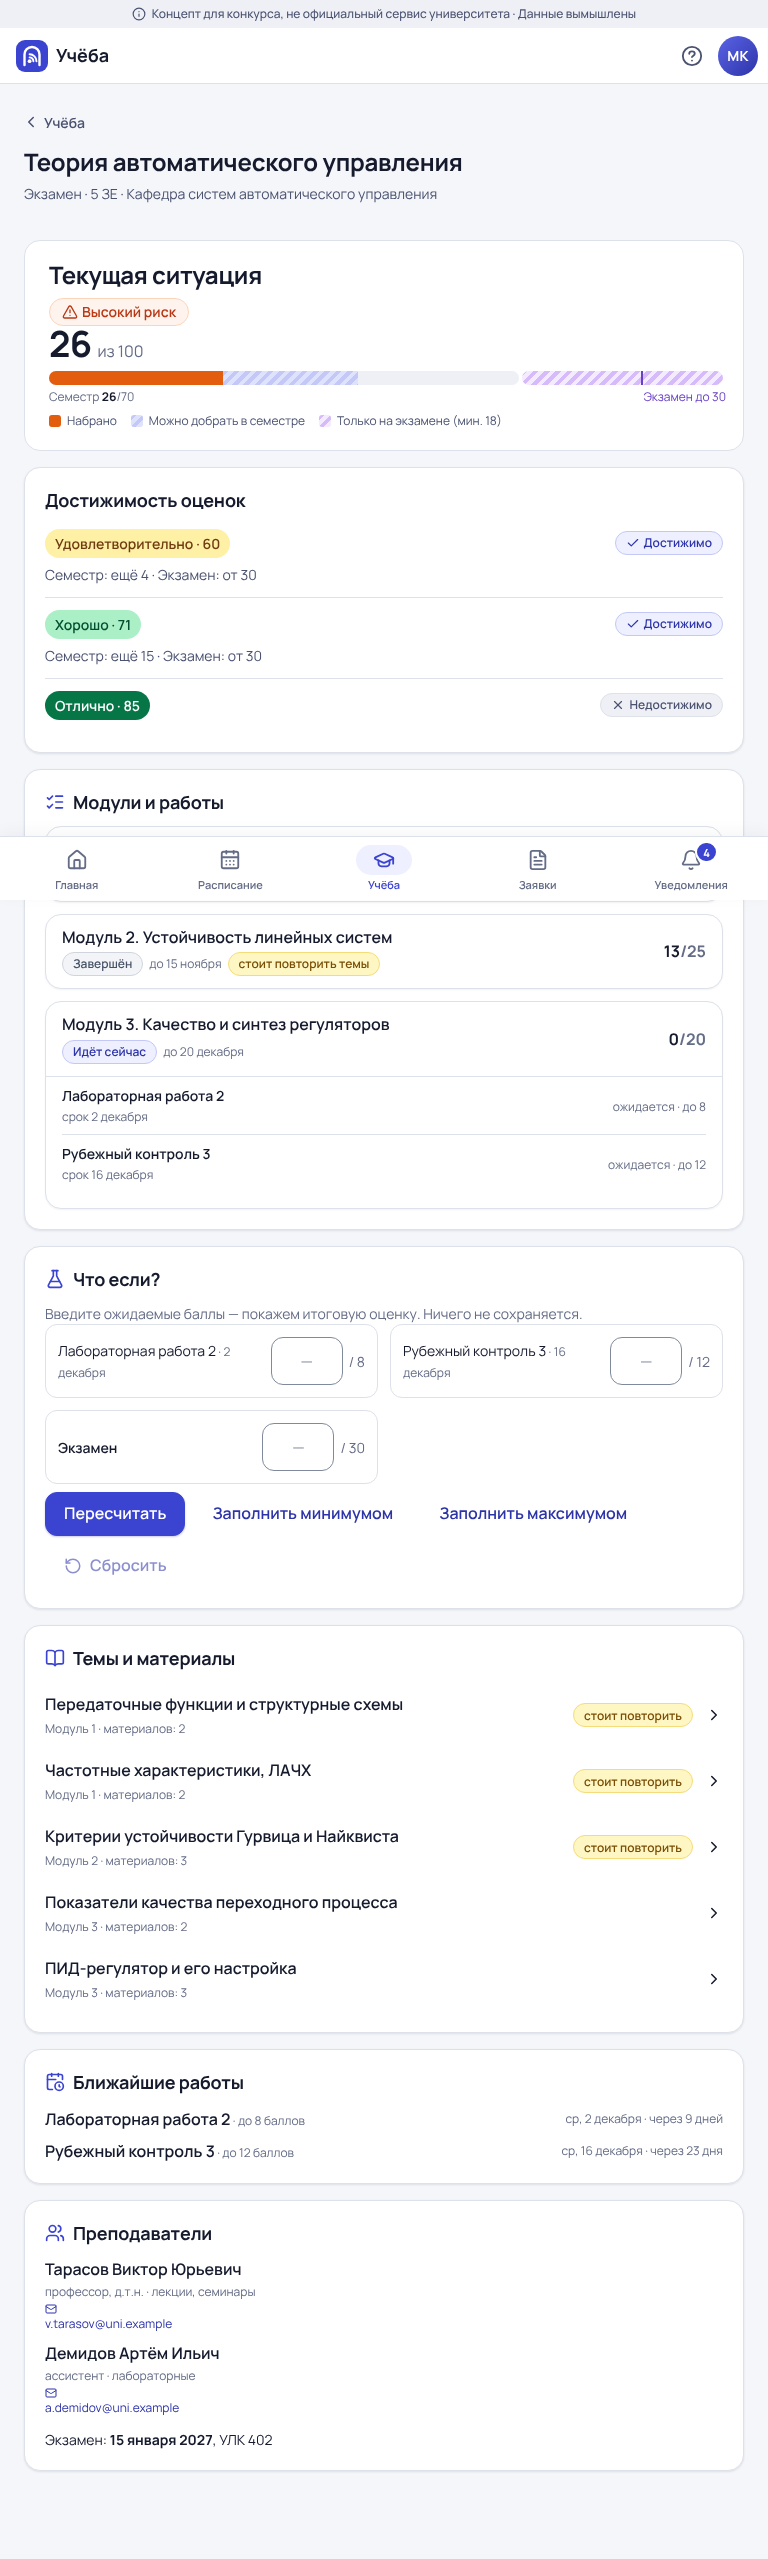 Концепт для конкурса, не официальный сервис университета · Данные вымышлены
Учёба
МК
Учёба
Теория автоматического управления
Экзамен · 5 ЗЕ · Кафедра систем автоматического управления
Текущая ситуация
Высокий риск
26 из 100
Семестр 26/70
Экзамен до 30
Набрано
Можно добрать в семестре
Только на экзамене (мин. 18)
Достижимость оценок
Удовлетворительно · 60
Достижимо
Семестр: ещё 4 · Экзамен: от 30
Хорошо · 71
Достижимо
Семестр: ещё 15 · Экзамен: от 30
Отлично · 85
Недостижимо
Модули и работы
Главная
Расписание
Учёба
Заявки
4
Уведомления
Модуль 2. Устойчивость линейных систем
Завершён
до 15 ноября
стоит повторить темы
13/25
Модуль 3. Качество и синтез регуляторов
Идёт сейчас
до 20 декабря
0/20
Лабораторная работа 2
срок 2 декабря
ожидается · до 8
Рубежный контроль 3
срок 16 декабря
ожидается · до 12
Что если?
Введите ожидаемые баллы — покажем итоговую оценку. Ничего не сохраняется.
Лабораторная работа 2 · 2
декабря
— / 8
Рубежный контроль 3 · 16
декабря
— / 12
Экзамен
— / 30
Пересчитать
Заполнить минимумом
Заполнить максимумом
Сбросить
Темы и материалы
Передаточные функции и структурные схемы
Модуль 1 · материалов: 2
стоит повторить
Частотные характеристики, ЛАЧХ
Модуль 1 · материалов: 2
стоит повторить
Критерии устойчивости Гурвица и Найквиста
Модуль 2 · материалов: 3
стоит повторить
Показатели качества переходного процесса
Модуль 3 · материалов: 2
ПИД-регулятор и его настройка
Модуль 3 · материалов: 3
Ближайшие работы
Лабораторная работа 2 · до 8 баллов
ср, 2 декабря · через 9 дней
Рубежный контроль 3 · до 12 баллов
ср, 16 декабря · через 23 дня
Преподаватели
Тарасов Виктор Юрьевич
профессор, д.т.н. · лекции, семинары
v.tarasov@uni.example
Демидов Артём Ильич
ассистент · лабораторные
a.demidov@uni.example
Экзамен: 15 января 2027, УЛК 402